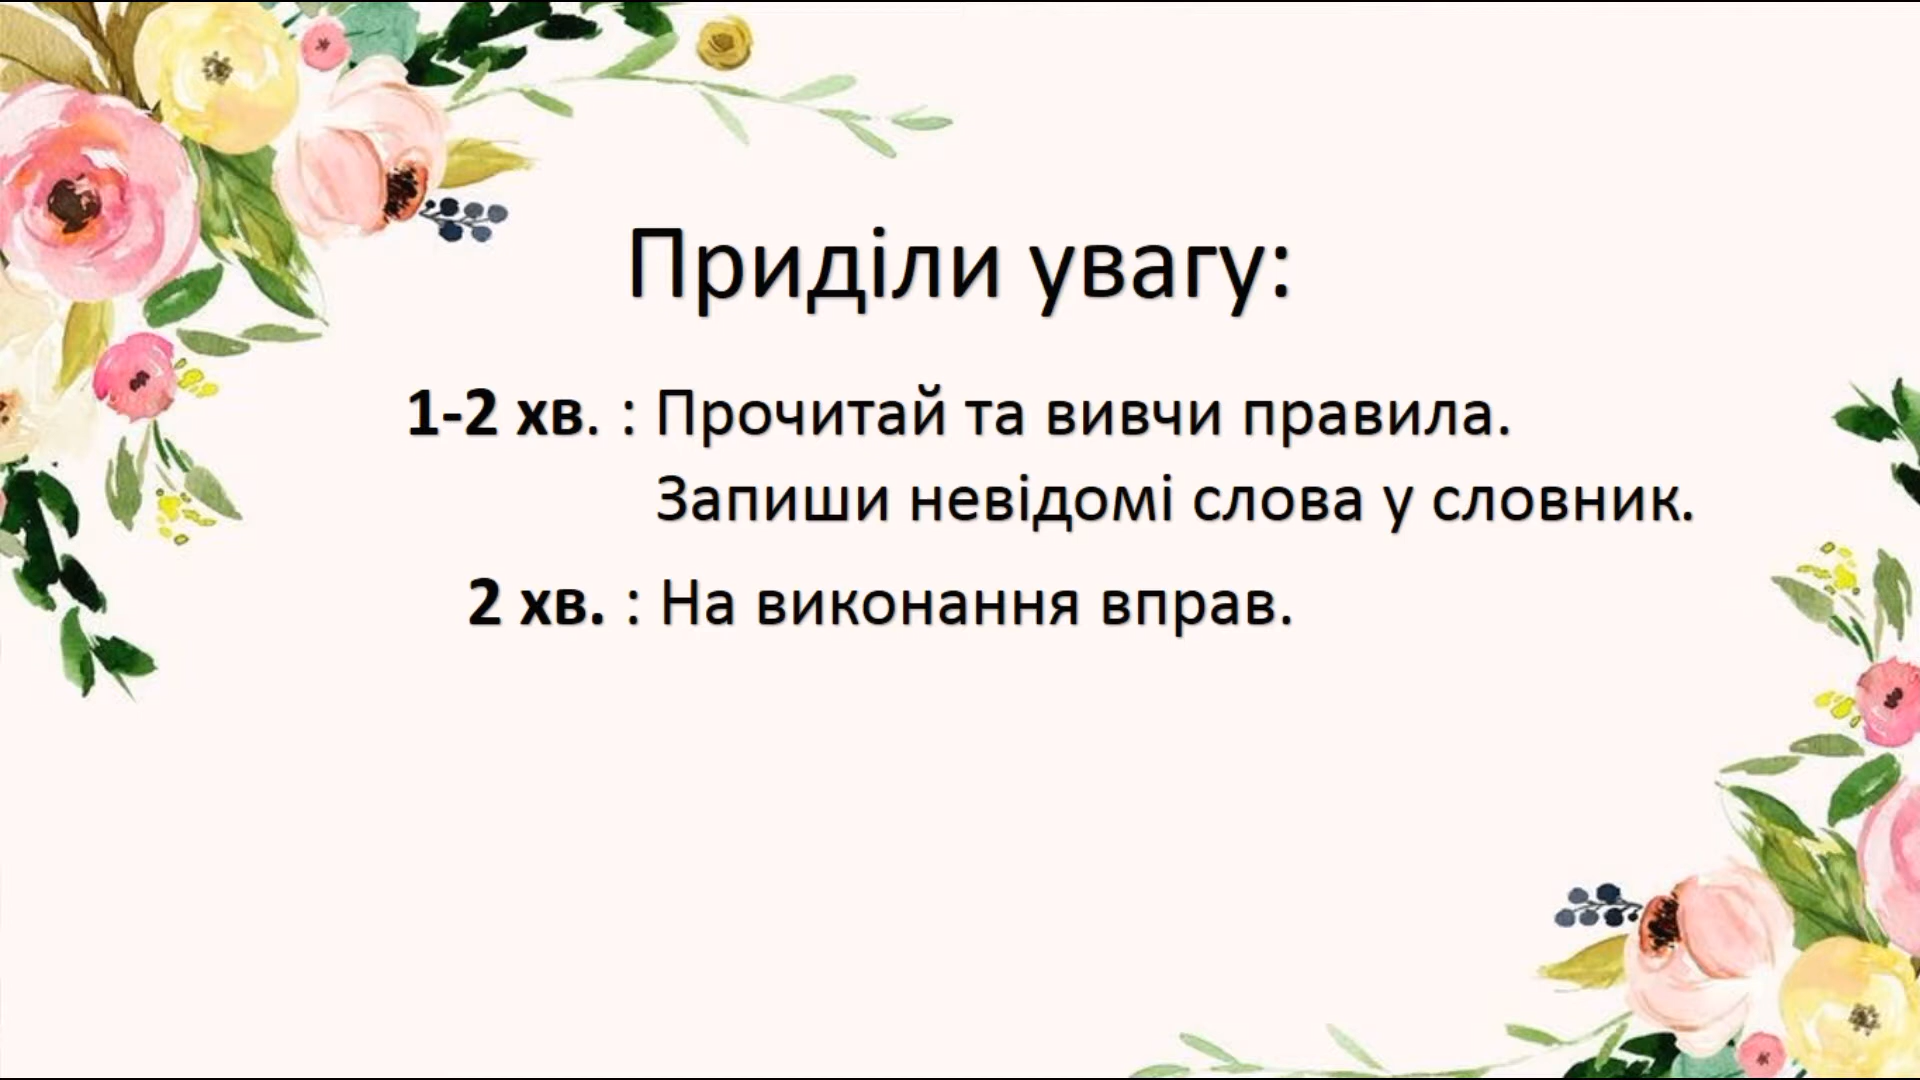 Приділи увагу:
1-2 хв. : Прочитай та вивчи правила.
Запиши невідомі слова у словник.
2 хв. : На виконання вправ.